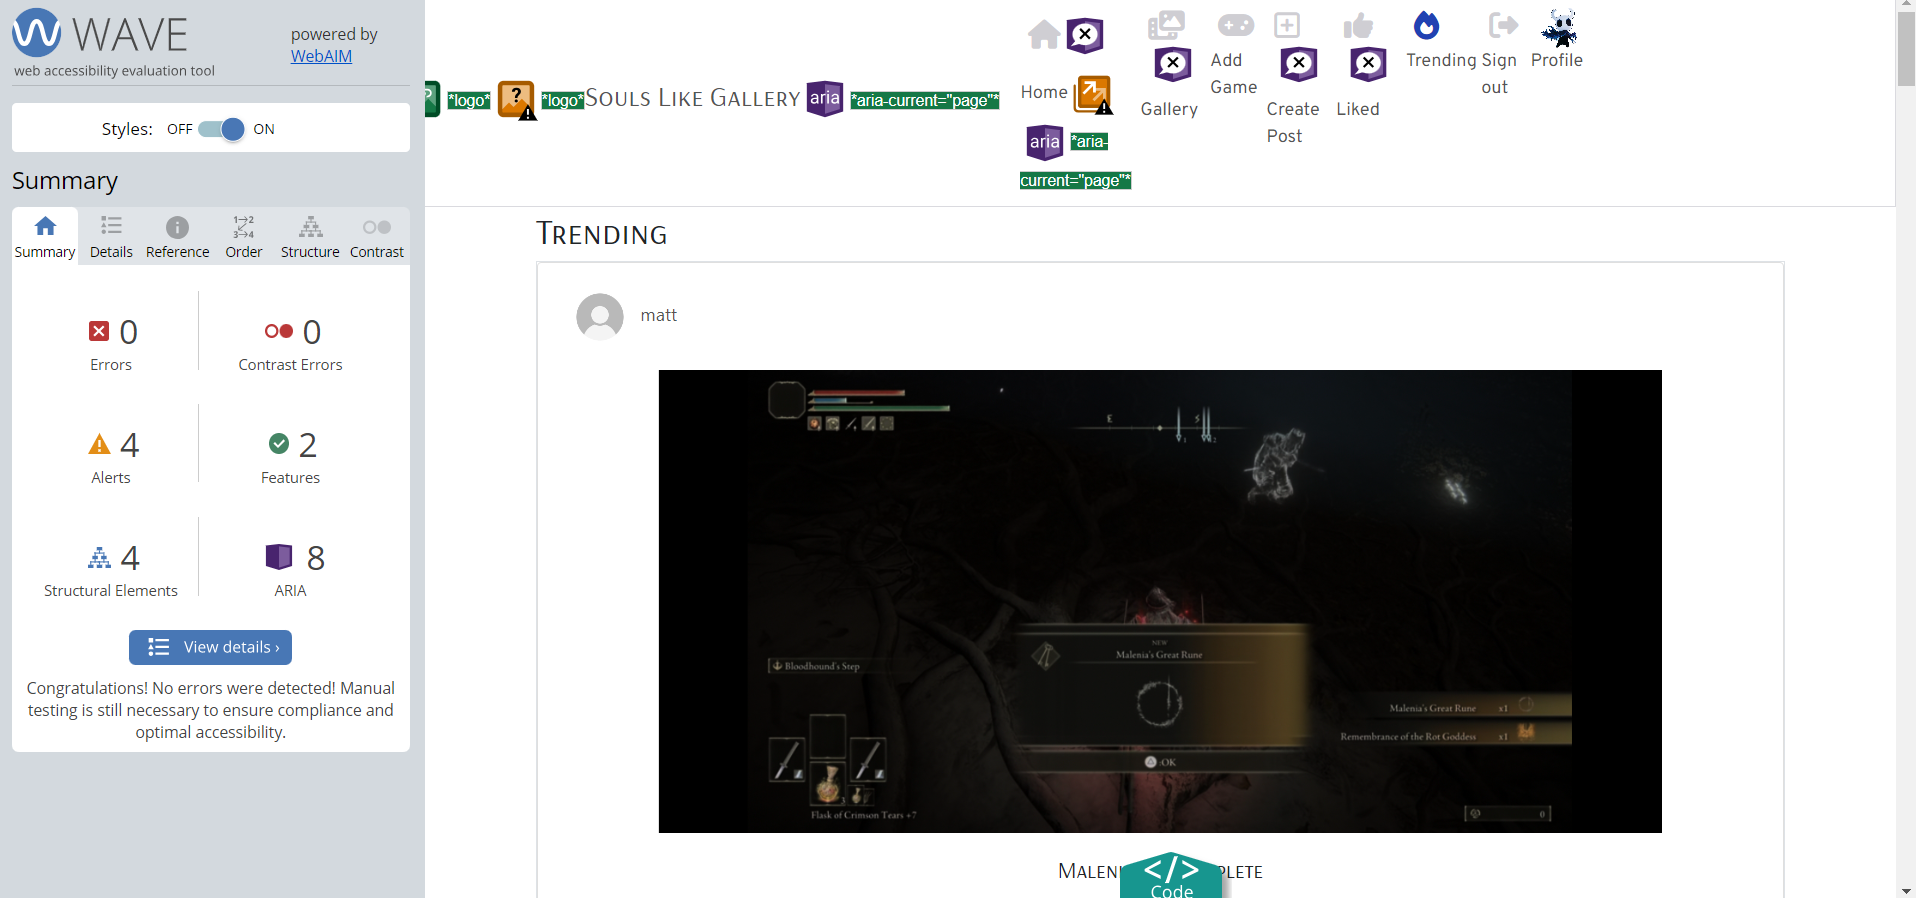 WAVE
web accessibility evaluation tool
powered by
WebAIM
Styles: OFF ON
Summary
Summary Details Reference Order Structure Contrast
0
Errors
0
Contrast Errors
4
Alerts
2
Features
4
Structural Elements
8
ARIA
View details ›
Congratulations! No errors were detected! Manual
testing is still necessary to ensure compliance and
optimal accessibility.
*logo* *logo* Souls Like Gallery aria *aria-current="page"*
Home
aria *aria-
current="page"*
Gallery
Add
Game
Create
Post
Liked
Trending
Sign
out
Profile
Trending
matt
E S
NEW
Malenia's Great Rune
Bloodhound's Step
Malenia's Great Rune x1
Remembrance of the Rot Goddess x1
:OK
3
Flask of Crimson Tears +7
0
</>
Code